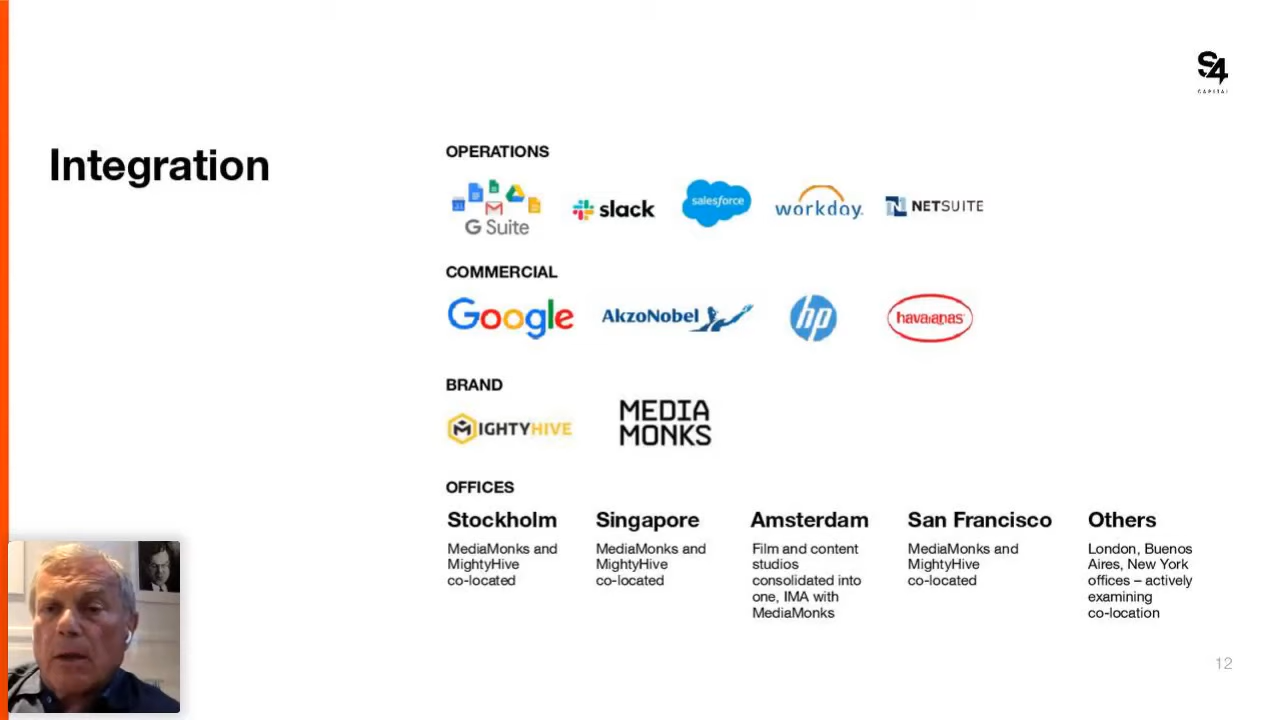 S4
CAPITAL
Integration
OPERATIONS
G Suite
slack
salesforce
workday.
N NETSUITE
COMMERCIAL
Google
AkzoNobel
hp
havaianas
BRAND
MIGHTYHIVE
MEDIA
MONKS
OFFICES
Stockholm
MediaMonks and
MightyHive
co-located
Singapore
MediaMonks and
MightyHive
co-located
Amsterdam
Film and content
studios
consolidated into
one, IMA with
MediaMonks
San Francisco
MediaMonks and
MightyHive
co-located
Others
London, Buenos
Aires, New York
offices – actively
examining
co-location
12